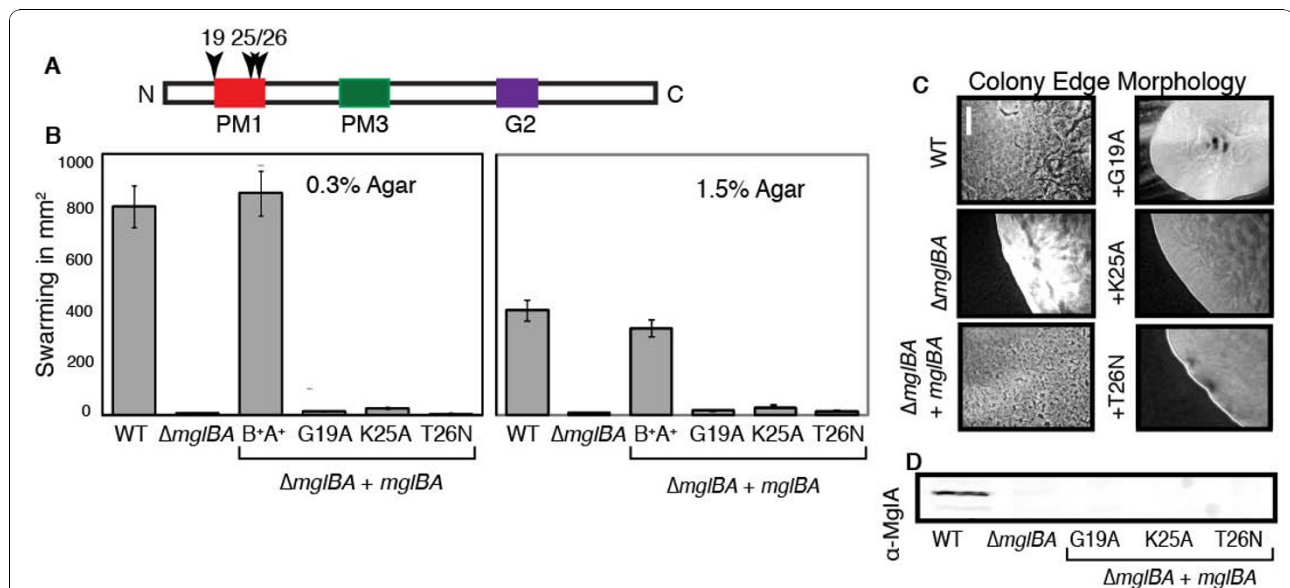 A
19 25/26
N C
PM1 PM3 G2
B
Swarming in mm²
1000
800
600
400
200
0
0.3% Agar
WT ΔmglBA B⁺A⁺ G19A K25A T26N
ΔmglBA + mglBA
1.5% Agar
WT ΔmglBA B⁺A⁺ G19A K25A T26N
ΔmglBA + mglBA
C Colony Edge Morphology
WT
ΔmglBA
ΔmglBA
+ mglBA
+G19A
+K25A
+T26N
D
α-MglA
WT ΔmglBA G19A K25A T26N
ΔmglBA + mglBA